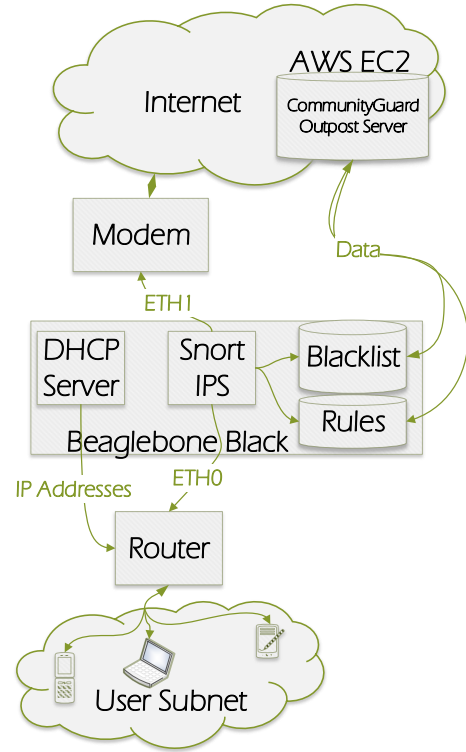 AWS EC2
Internet
CommunityGuard
Outpost Server
Modem
Data
ETH1
DHCP
Server
Snort
IPS
Blacklist
Rules
Beaglebone Black
IP Addresses
ETH0
Router
User Subnet